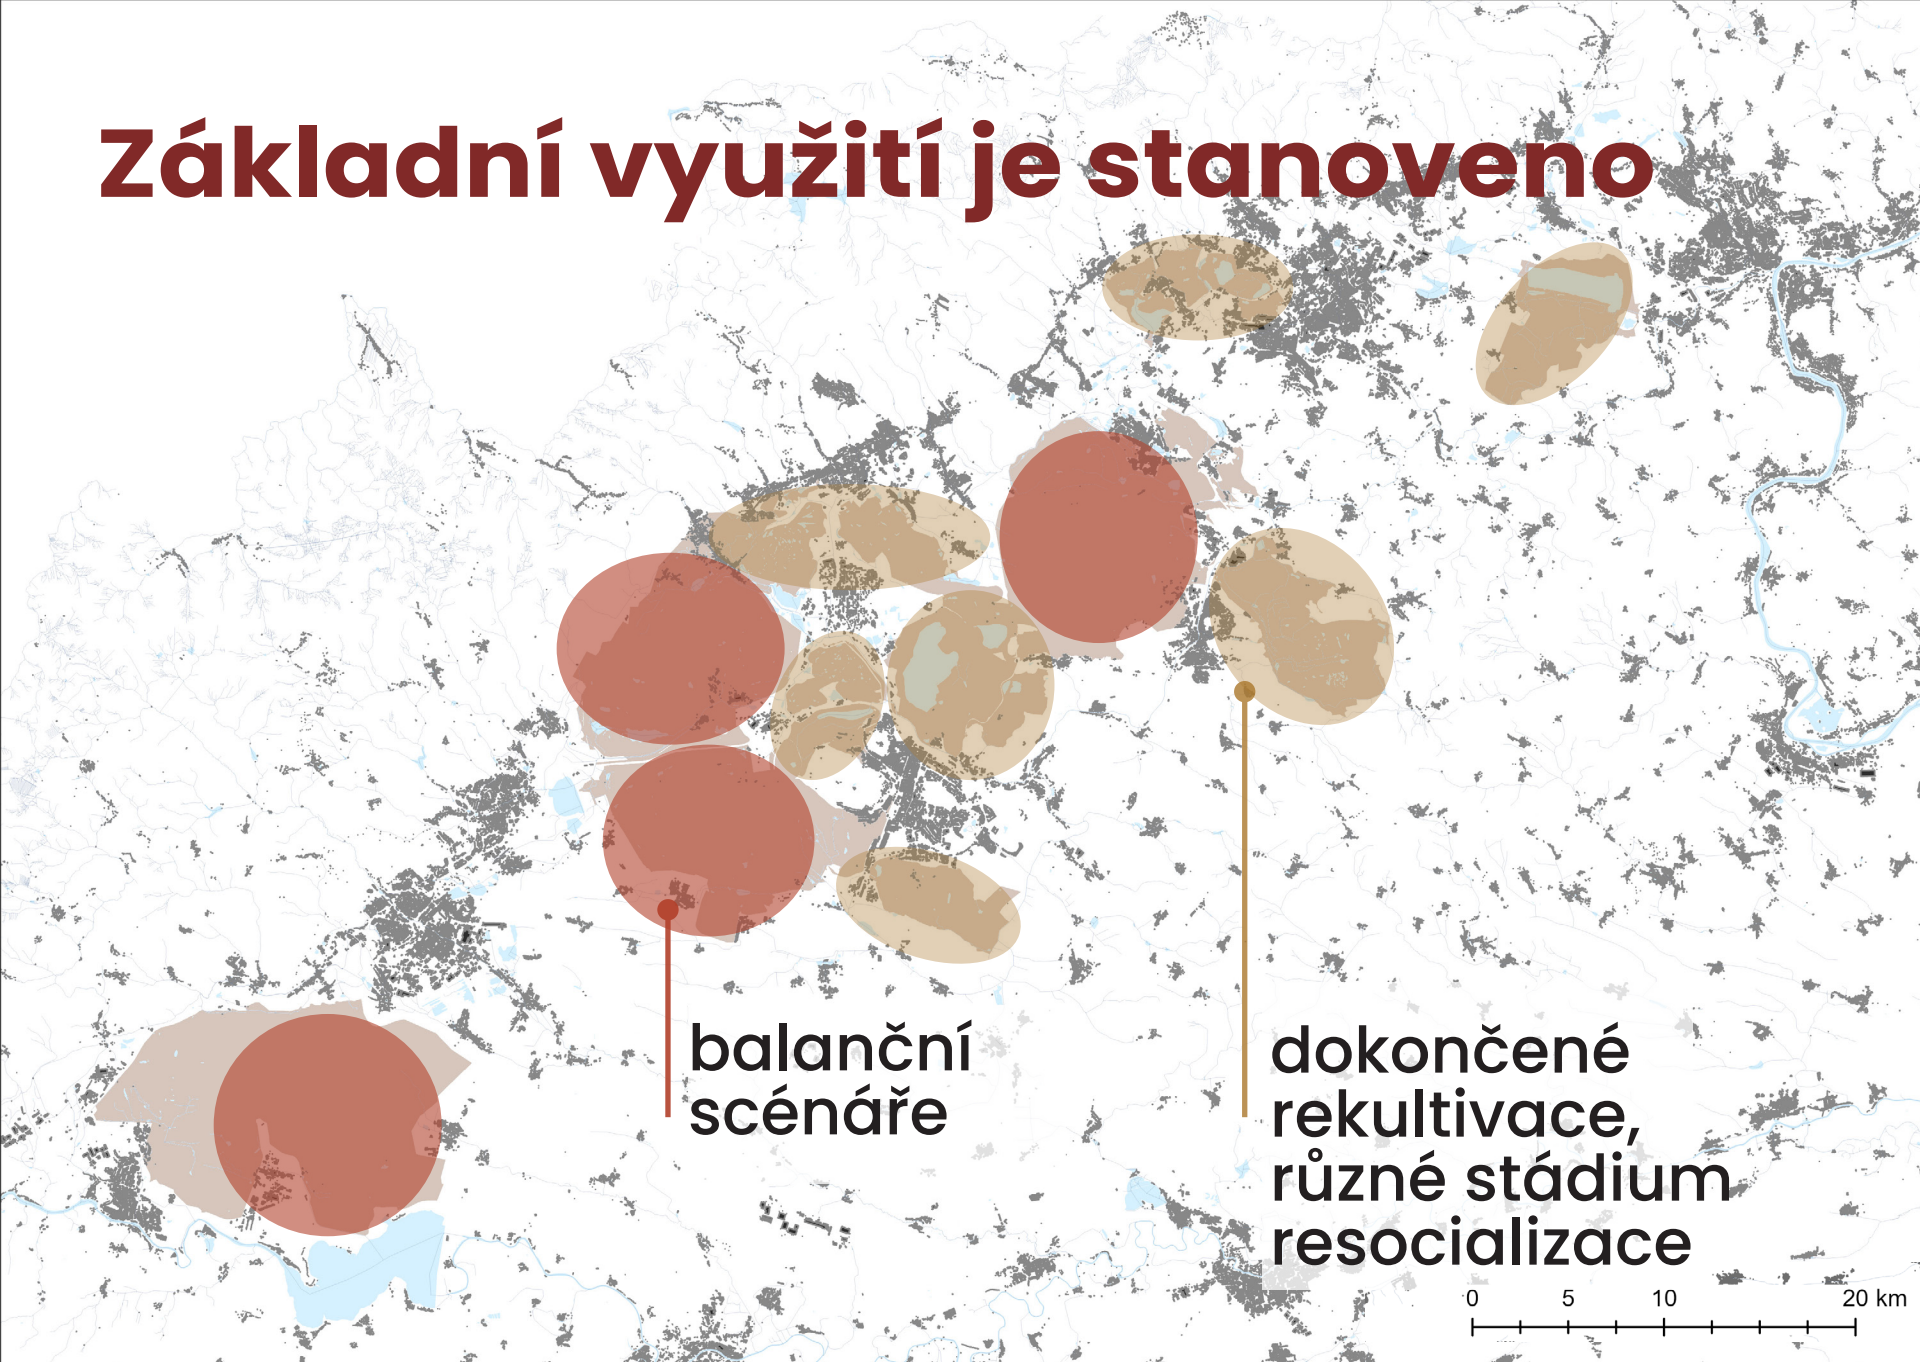 Základní využití je stanoveno
balanční
scénáře
dokončené
rekultivace,
různé stádium
resocializace
0 5 10 20 km